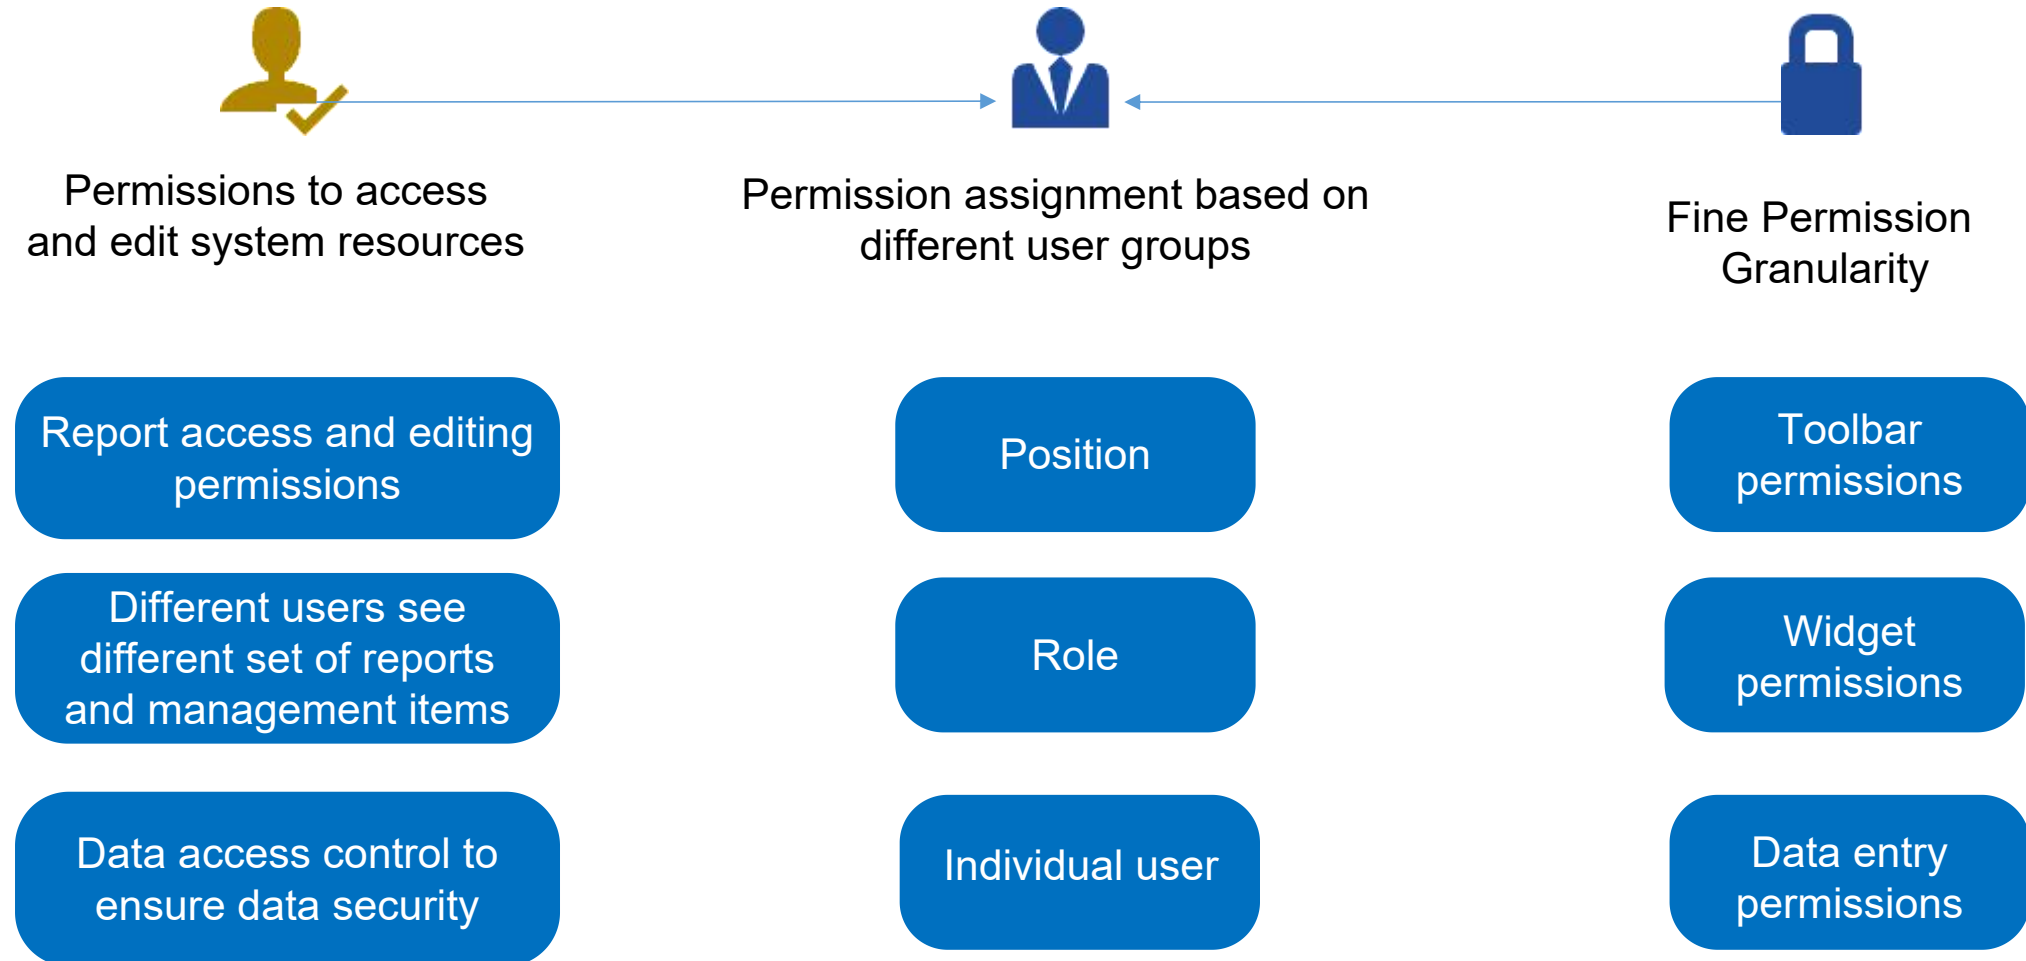 Permissions to access
and edit system resources
Permission assignment based on
different user groups
Fine Permission
Granularity
Report access and editing
permissions
Position
Toolbar
permissions
Different users see
different set of reports
and management items
Role
Widget
permissions
Data access control to
ensure data security
Individual user
Data entry
permissions